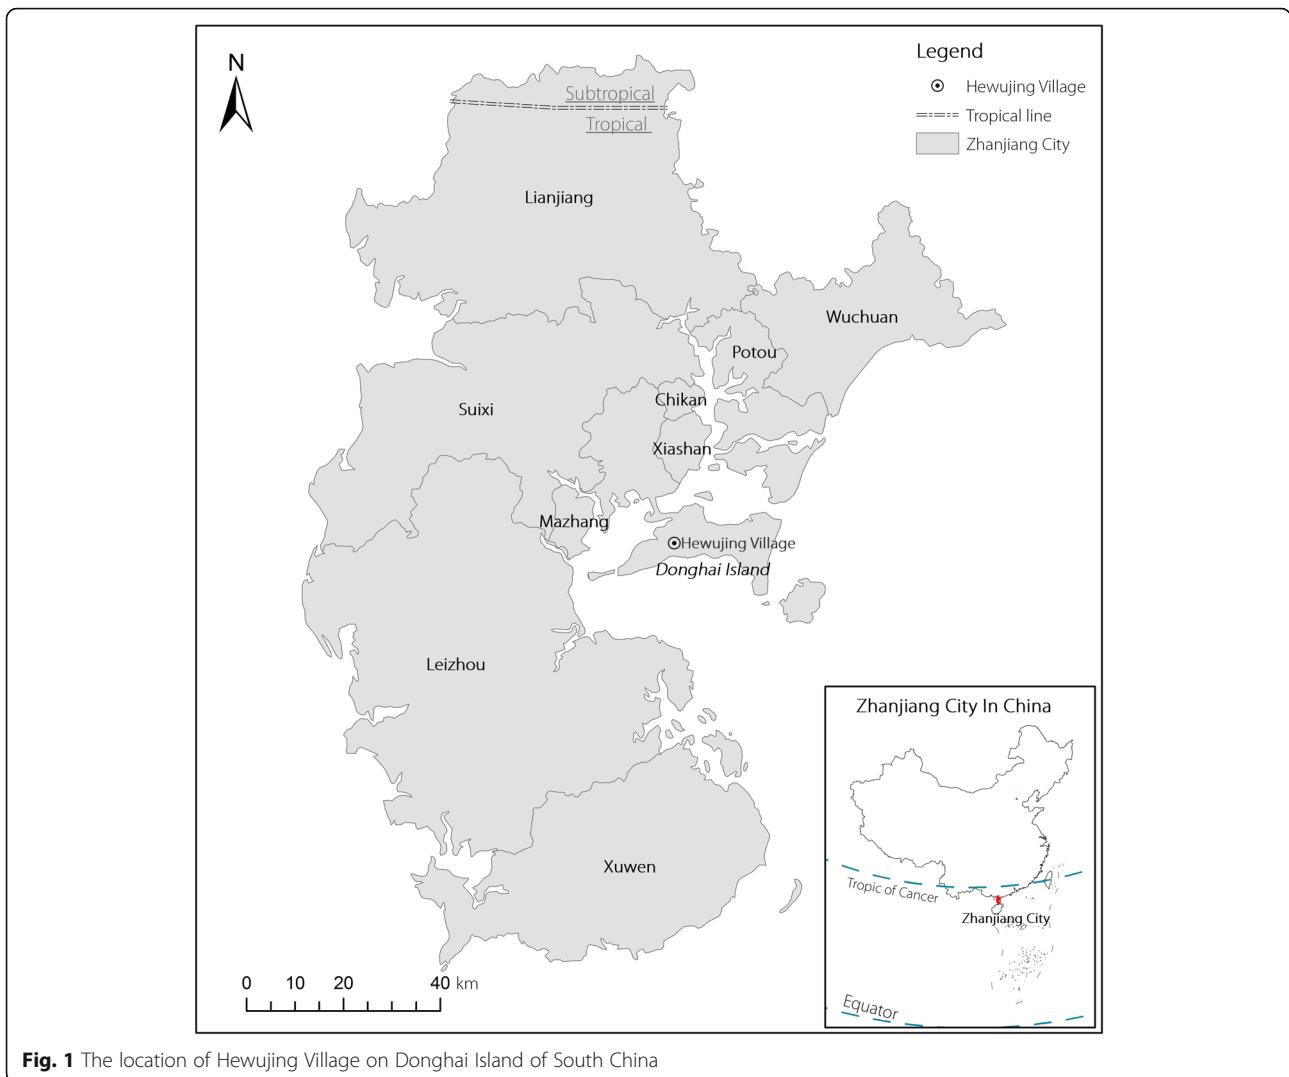 N
Legend
Hewujing Village
Tropical line
Zhanjiang City
Subtropical
Tropical
Lianjiang
Wuchuan
Potou
Chikan
Suixi
Xiashan
Mazhang
Hewujing Village
Donghai Island
Leizhou
Xuwen
0 10 20 40 km
Zhanjiang City In China
Tropic of Cancer
Zhanjiang City
Equator
Fig. 1 The location of Hewujing Village on Donghai Island of South China